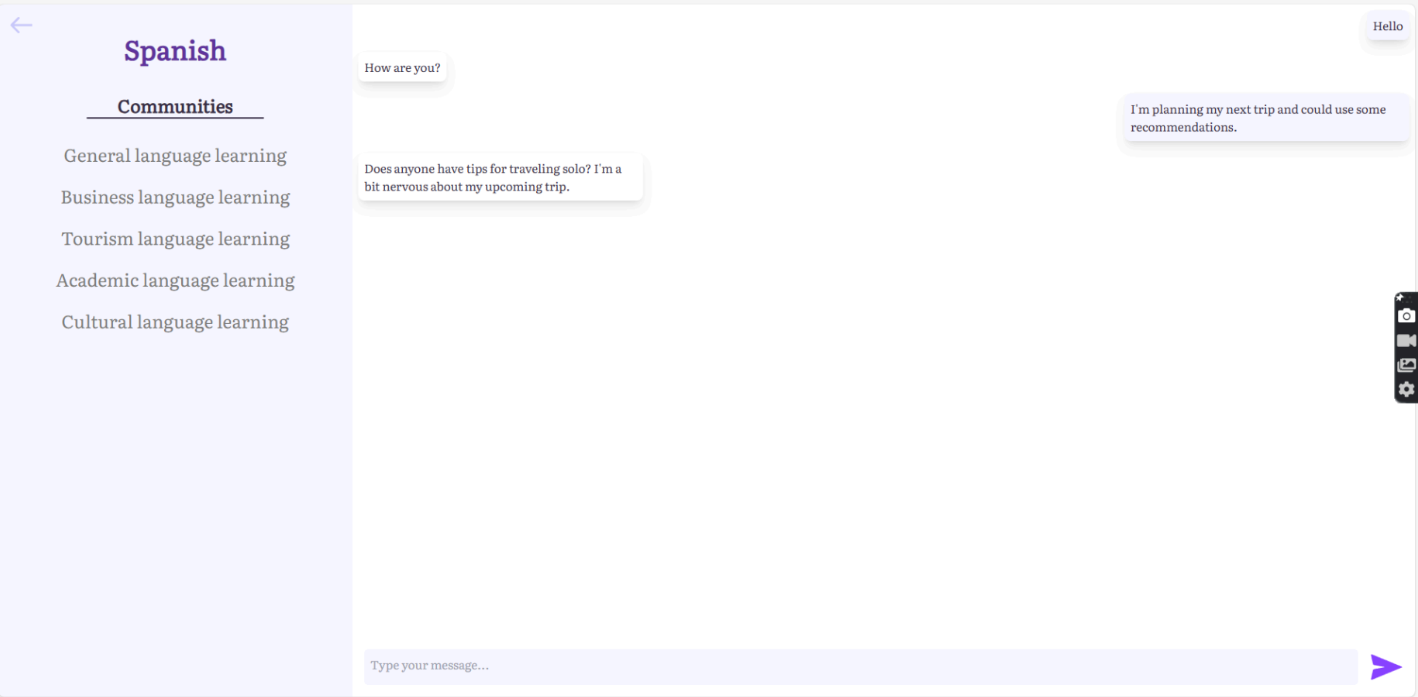 Spanish
Communities
General language learning
Business language learning
Tourism language learning
Academic language learning
Cultural language learning
Hello
How are you?
I'm planning my next trip and could use some
recommendations.
Does anyone have tips for traveling solo? I'm a
bit nervous about my upcoming trip.
Type your message...